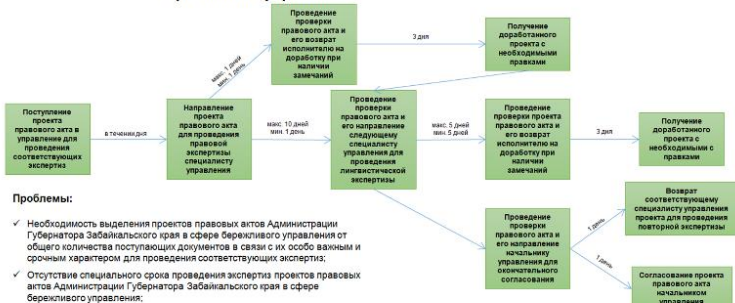 Проведение
проверки
правового акта и
его возврат
исполнителю на
доработку при
наличии
замечаний
3 дня
Получение
доработанного
проекта с
необходимыми
правками
мин. 1 день
Поступление
проекта
правового акта
в управление для
проведения
соответствующих
экспертиз
в течении дня
Направление
проекта
правового акта
для проведения
правовой
экспертизы
специалисту
управления
макс. 10 дней
мин. 1 день
Проведение
проверки
правового акта и
его направление
следующему
специалисту
управления для
проведения
лингвистической
экспертизы
макс. 5 дней
мин. 5 дней
Проведение
проверки проекта
правового акта и
его возврат
исполнителю на
доработку при
наличии
замечаний
3 дня
Получение
доработанного
проекта с
необходимыми с
правками
Проведение
проверки
правового акта и
его направление
начальнику
управления для
окончательного
согласования
1 день
Возврат
соответствующему
специалисту управления
проекта для проведения
повторной экспертизы
1 день
Согласование проекта
правового акта
начальником
управления
Проблемы:
✓ Необходимость выделения проектов правовых актов Администрации
Губернатора Забайкальского края в сфере бережливого управления от
общего количества поступающих документов в связи с их особо важным и
срочным характером для проведения соответствующих экспертиз;
✓ Отсутствие специального срока проведения экспертиз проектов правовых
актов Администрации Губернатора Забайкальского края в сфере
бережливого управления;